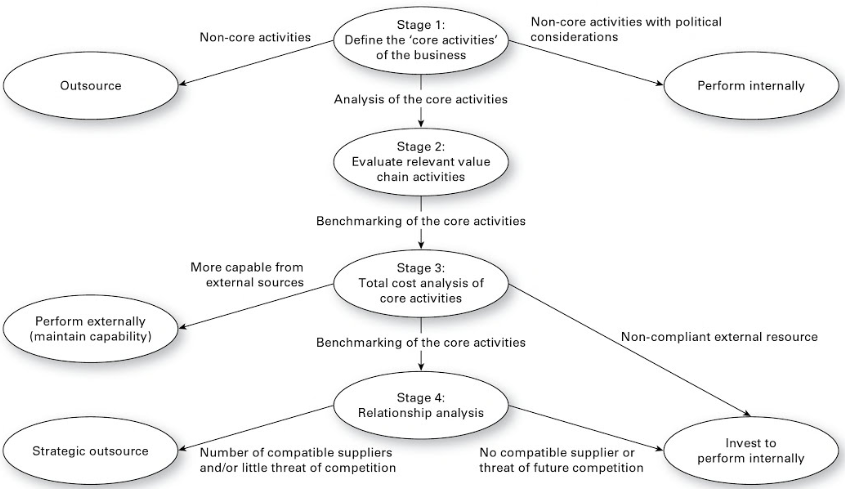 Stage 1:
Define the ‘core activities’
of the business
Non-core activities
Non-core activities with political
considerations
Outsource
Perform internally
Analysis of the core activities
Stage 2:
Evaluate relevant value
chain activities
Benchmarking of the core activities
Stage 3:
Total cost analysis of
core activities
More capable from
external sources
Perform externally
(maintain capability)
Non-compliant external resource
Benchmarking of the core activities
Stage 4:
Relationship analysis
Strategic outsource
Number of compatible suppliers
and/or little threat of competition
No compatible supplier or
threat of future competition
Invest to
perform internally